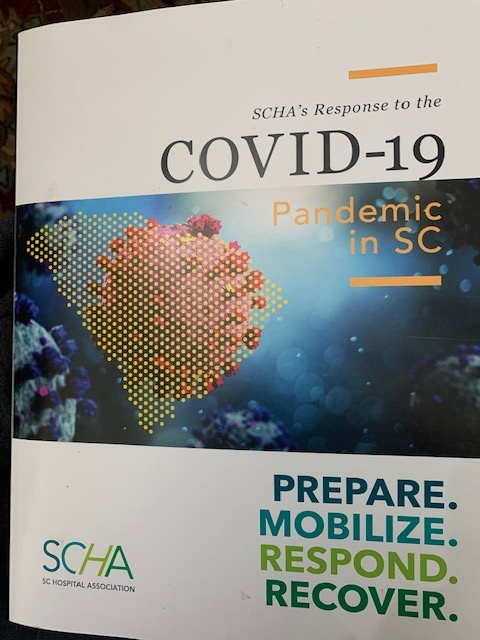 SCHA's Response to the
COVID-19
Pandemic
in SC
PREPARE.
MOBILIZE.
RESPOND.
RECOVER.
SCHA
SC HOSPITAL ASSOCIATION